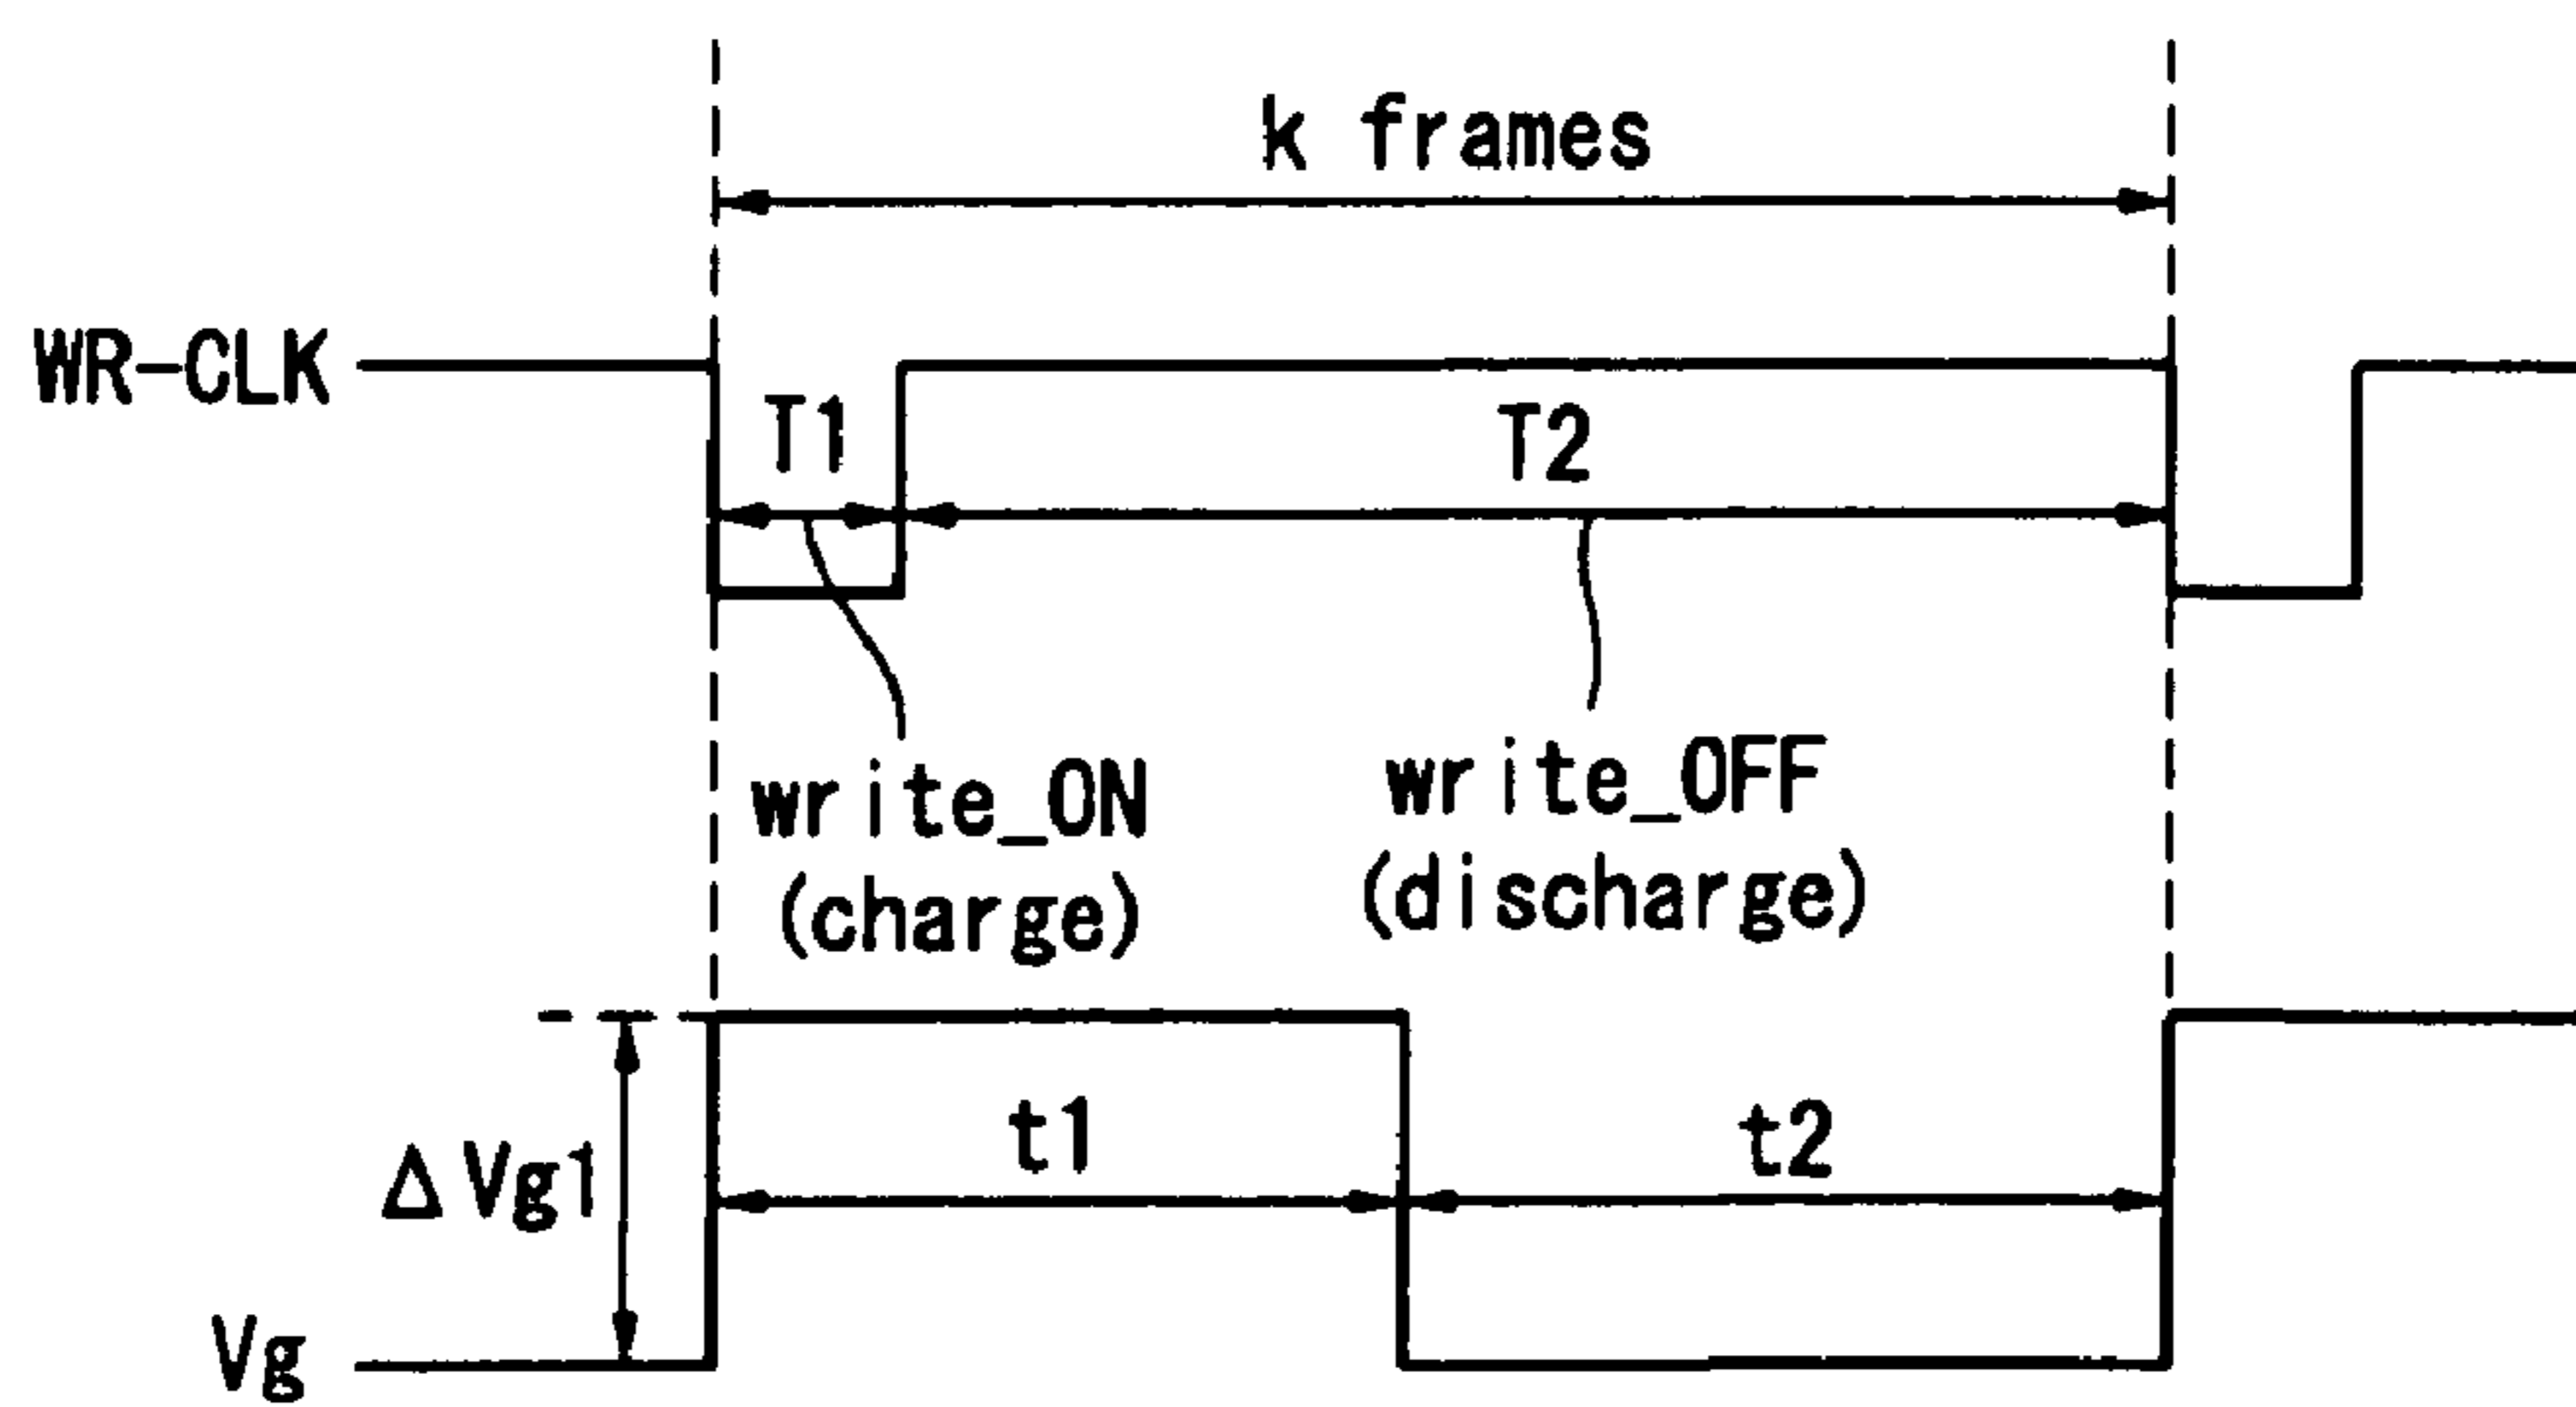 k frames
WR-CLK
T1
T2
write_ON
(charge)
write_OFF
(discharge)
ΔVg1
t1
t2
Vg